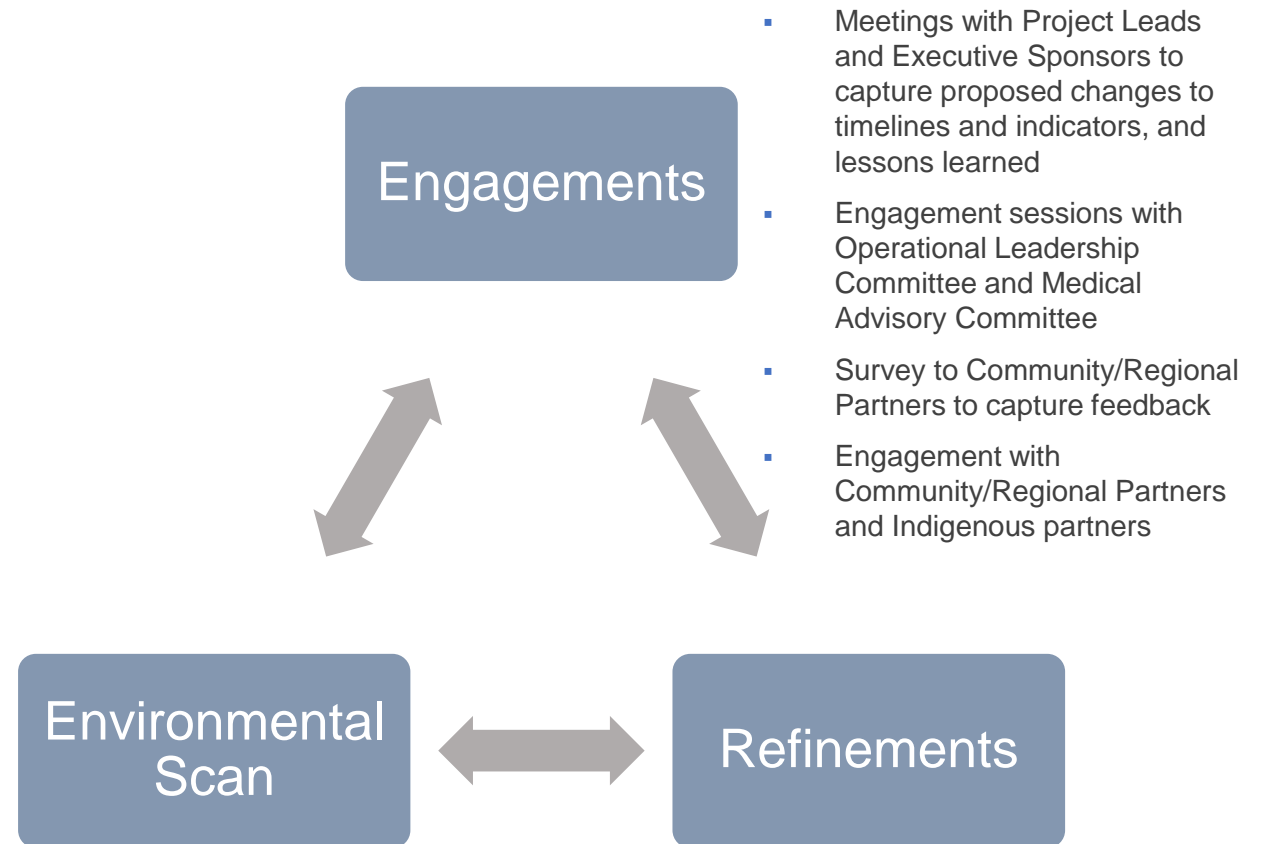 Engagements
▪ Meetings with Project Leads
and Executive Sponsors to
capture proposed changes to
timelines and indicators, and
lessons learned
▪ Engagement sessions with
Operational Leadership
Committee and Medical
Advisory Committee
▪ Survey to Community/Regional
Partners to capture feedback
▪ Engagement with
Community/Regional Partners
and Indigenous partners
Environmental
Scan
Refinements